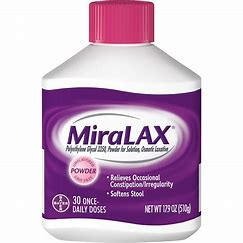 MiraLAX®
Polyethylene Glycol 3350, Powder for Solution, Osmotic Laxative
POWDER
• Relieves Occasional
Constipation/Irregularity
• Softens Stool
30 ONCE-
DAILY DOSES
BAYER
NET WT 17.9 OZ (510g)